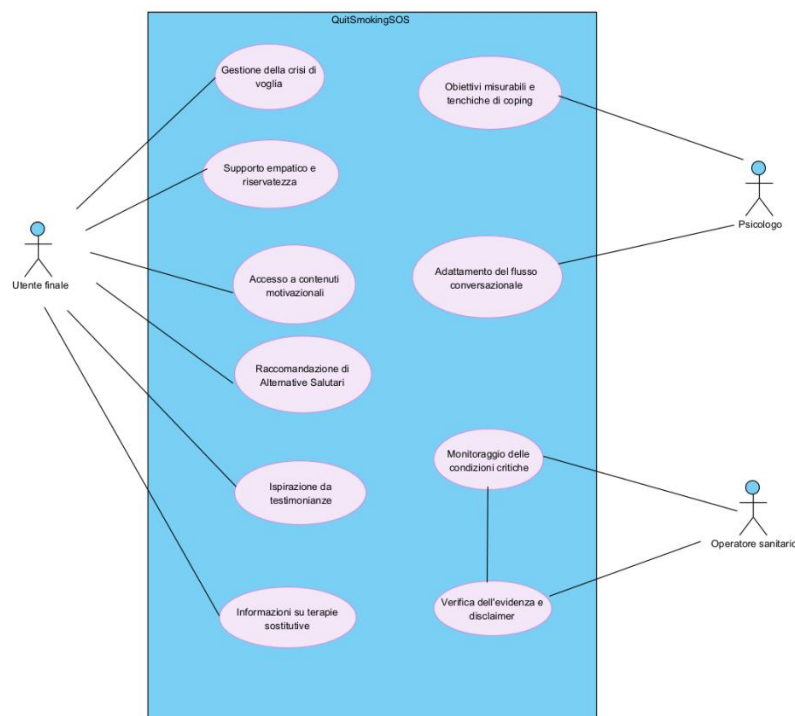 QuitSmokingSOS
Gestione della crisi di
voglia
Obiettivi misurabili e
tenchiche di coping
Supporto empatico e
riservatezza
Psicologo
Utente finale
Accesso a contenuti
motivazionali
Adattamento del flusso
conversazionale
Raccomandazione di
Alternative Salutari
Monitoraggio delle
condizioni critiche
Ispirazione da
testimonianze
Operatore sanitario
Informazioni su terapie
sostitutive
Verifica dell'evidenza e
disclaimer